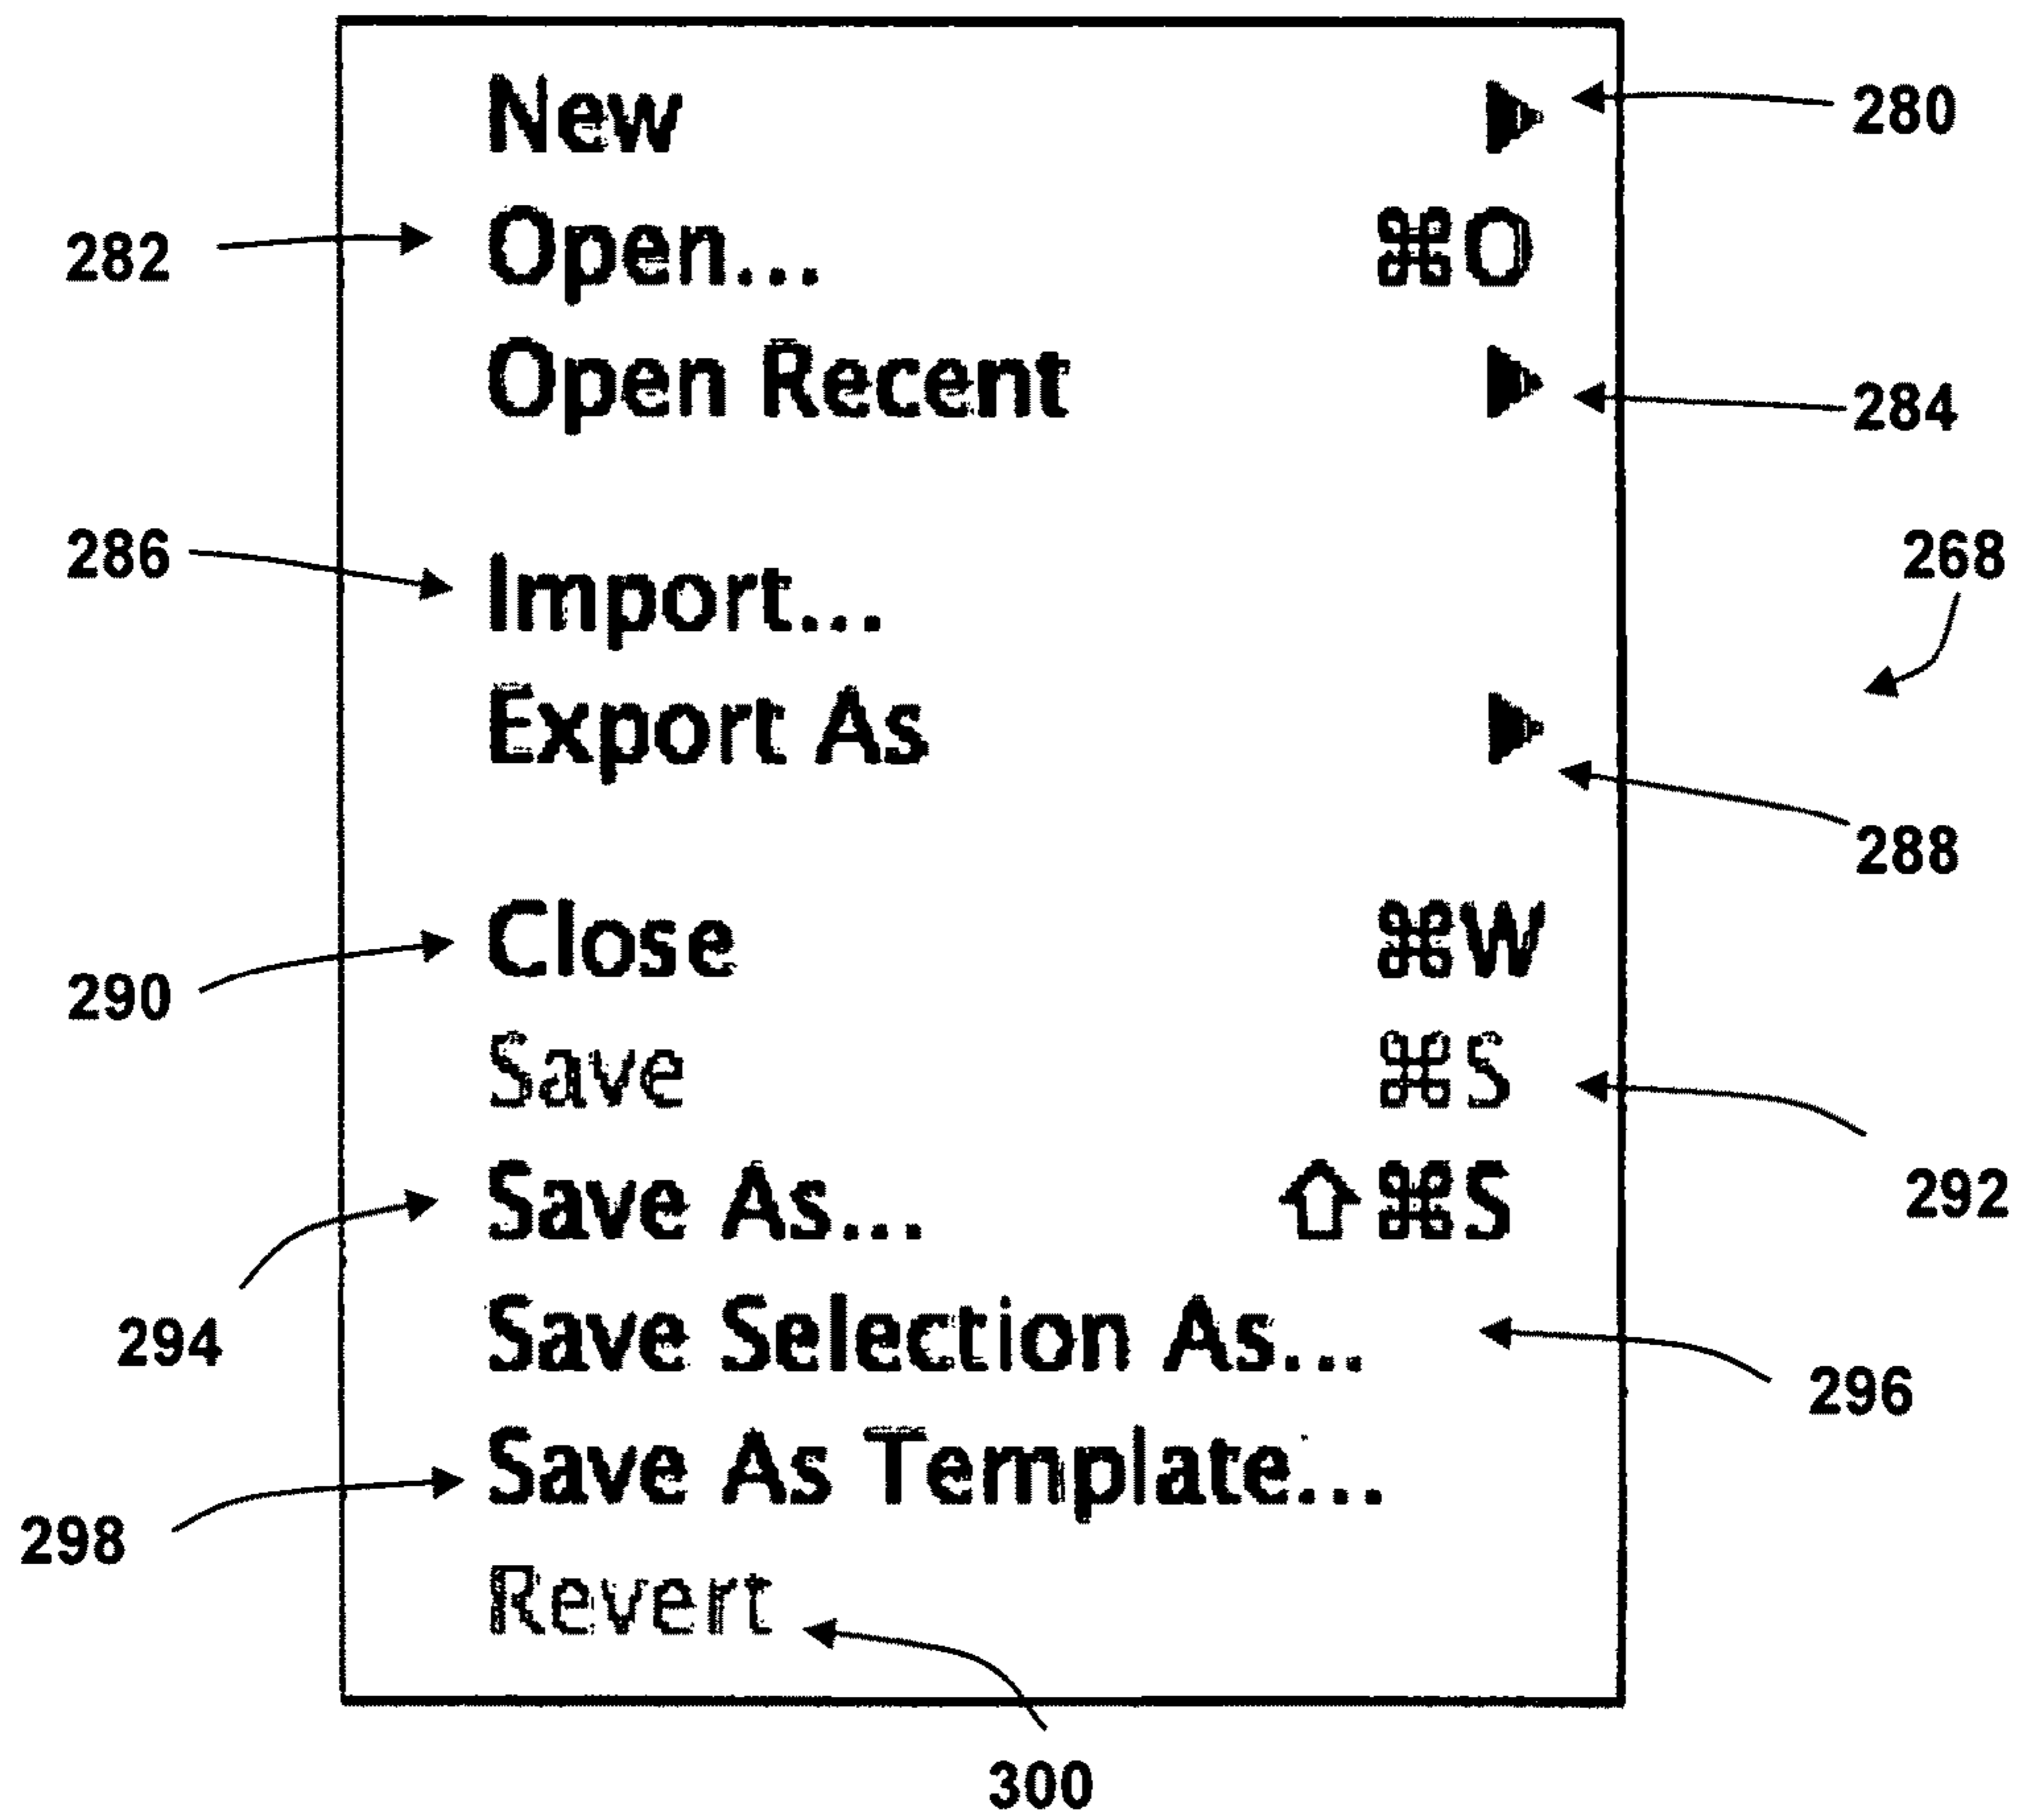 New ▶ 280
282 Open... ⌘O
Open Recent ▶ 284
286 Import... 268
Export As ▶ 288
290 Close ⌘W
Save ⌘S 292
294 Save As... ⇧⌘S
Save Selection As... 296
298 Save As Template...
Revert
300